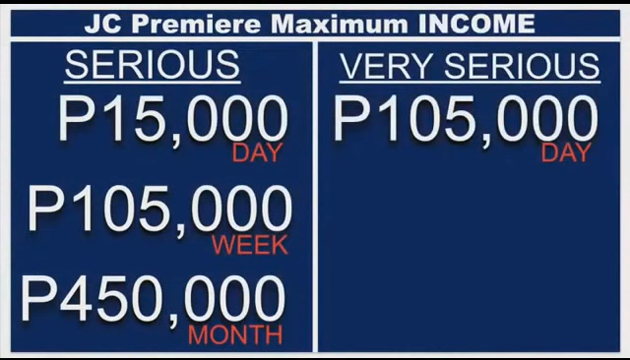 JC Premiere Maximum INCOME
SERIOUS
P15,000
DAY
P105,000
WEEK
P450,000
MONTH
VERY SERIOUS
P105,000
DAY